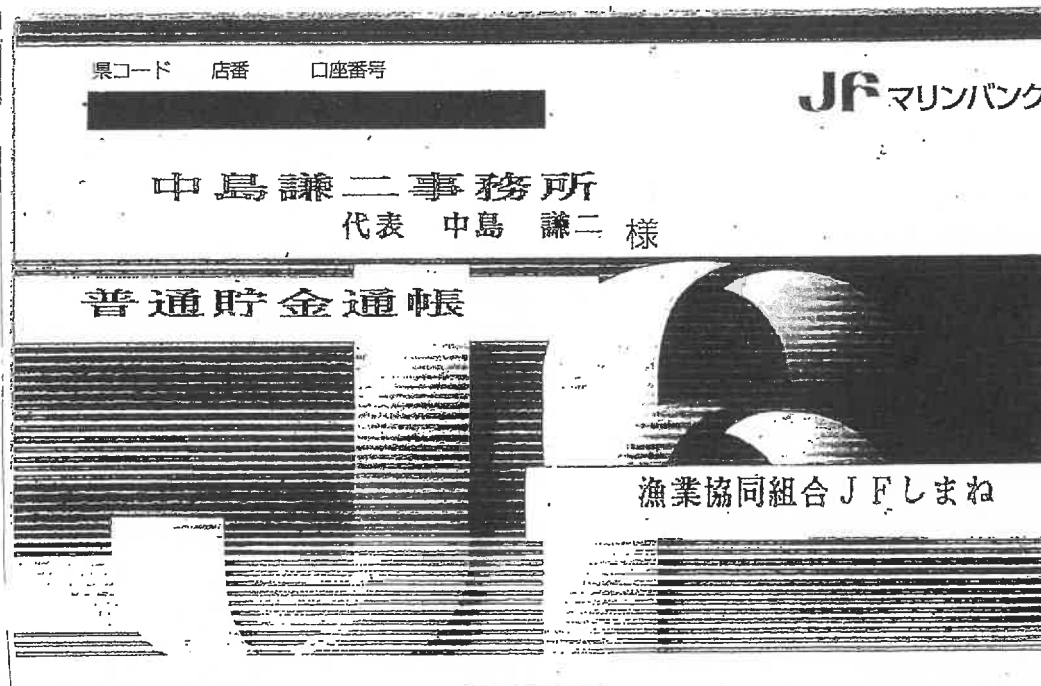 県コード 店番 口座番号
JF マリンバンク
中島謙二事務所
代表 中島 謙二 様
普通貯金通帳
漁業協同組合JFしまね